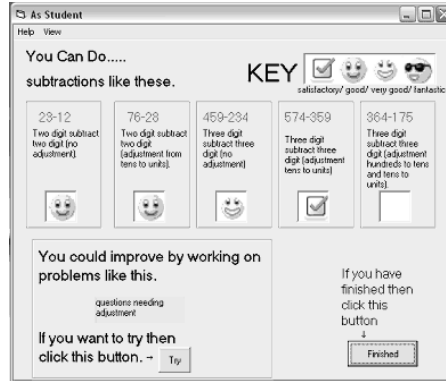 As Student
Help View
You Can Do.....
subtractions like these.
KEY
satisfactory/ good/ very good/ fantastic
23-12
Two digit subtract
two digit (no
adjustment)
76-28
Two digit subtract
two digit
(adjustment from
tens to units).
459-234
Three digit
subtract three
digit (no
adjustment)
574-359
Three digit
subtract three
digit (adjustment
tens to units)
364-175
Three digit
subtract three
digit (adjustment
hundreds to tens
and tens to
units).
You could improve by working on
problems like this.
questions needing
adjustment
If you want to try then
click this button. →
Try
If you have
finished then
click this
button
↓
Finished